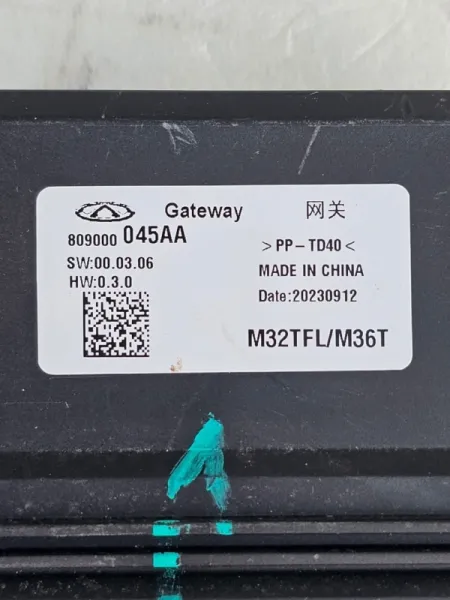 Gateway 网关
809000 045AA
>PP-TD40<
SW:00.03.06
MADE IN CHINA
HW:0.3.0
Date:20230912
M32TFL/M36T